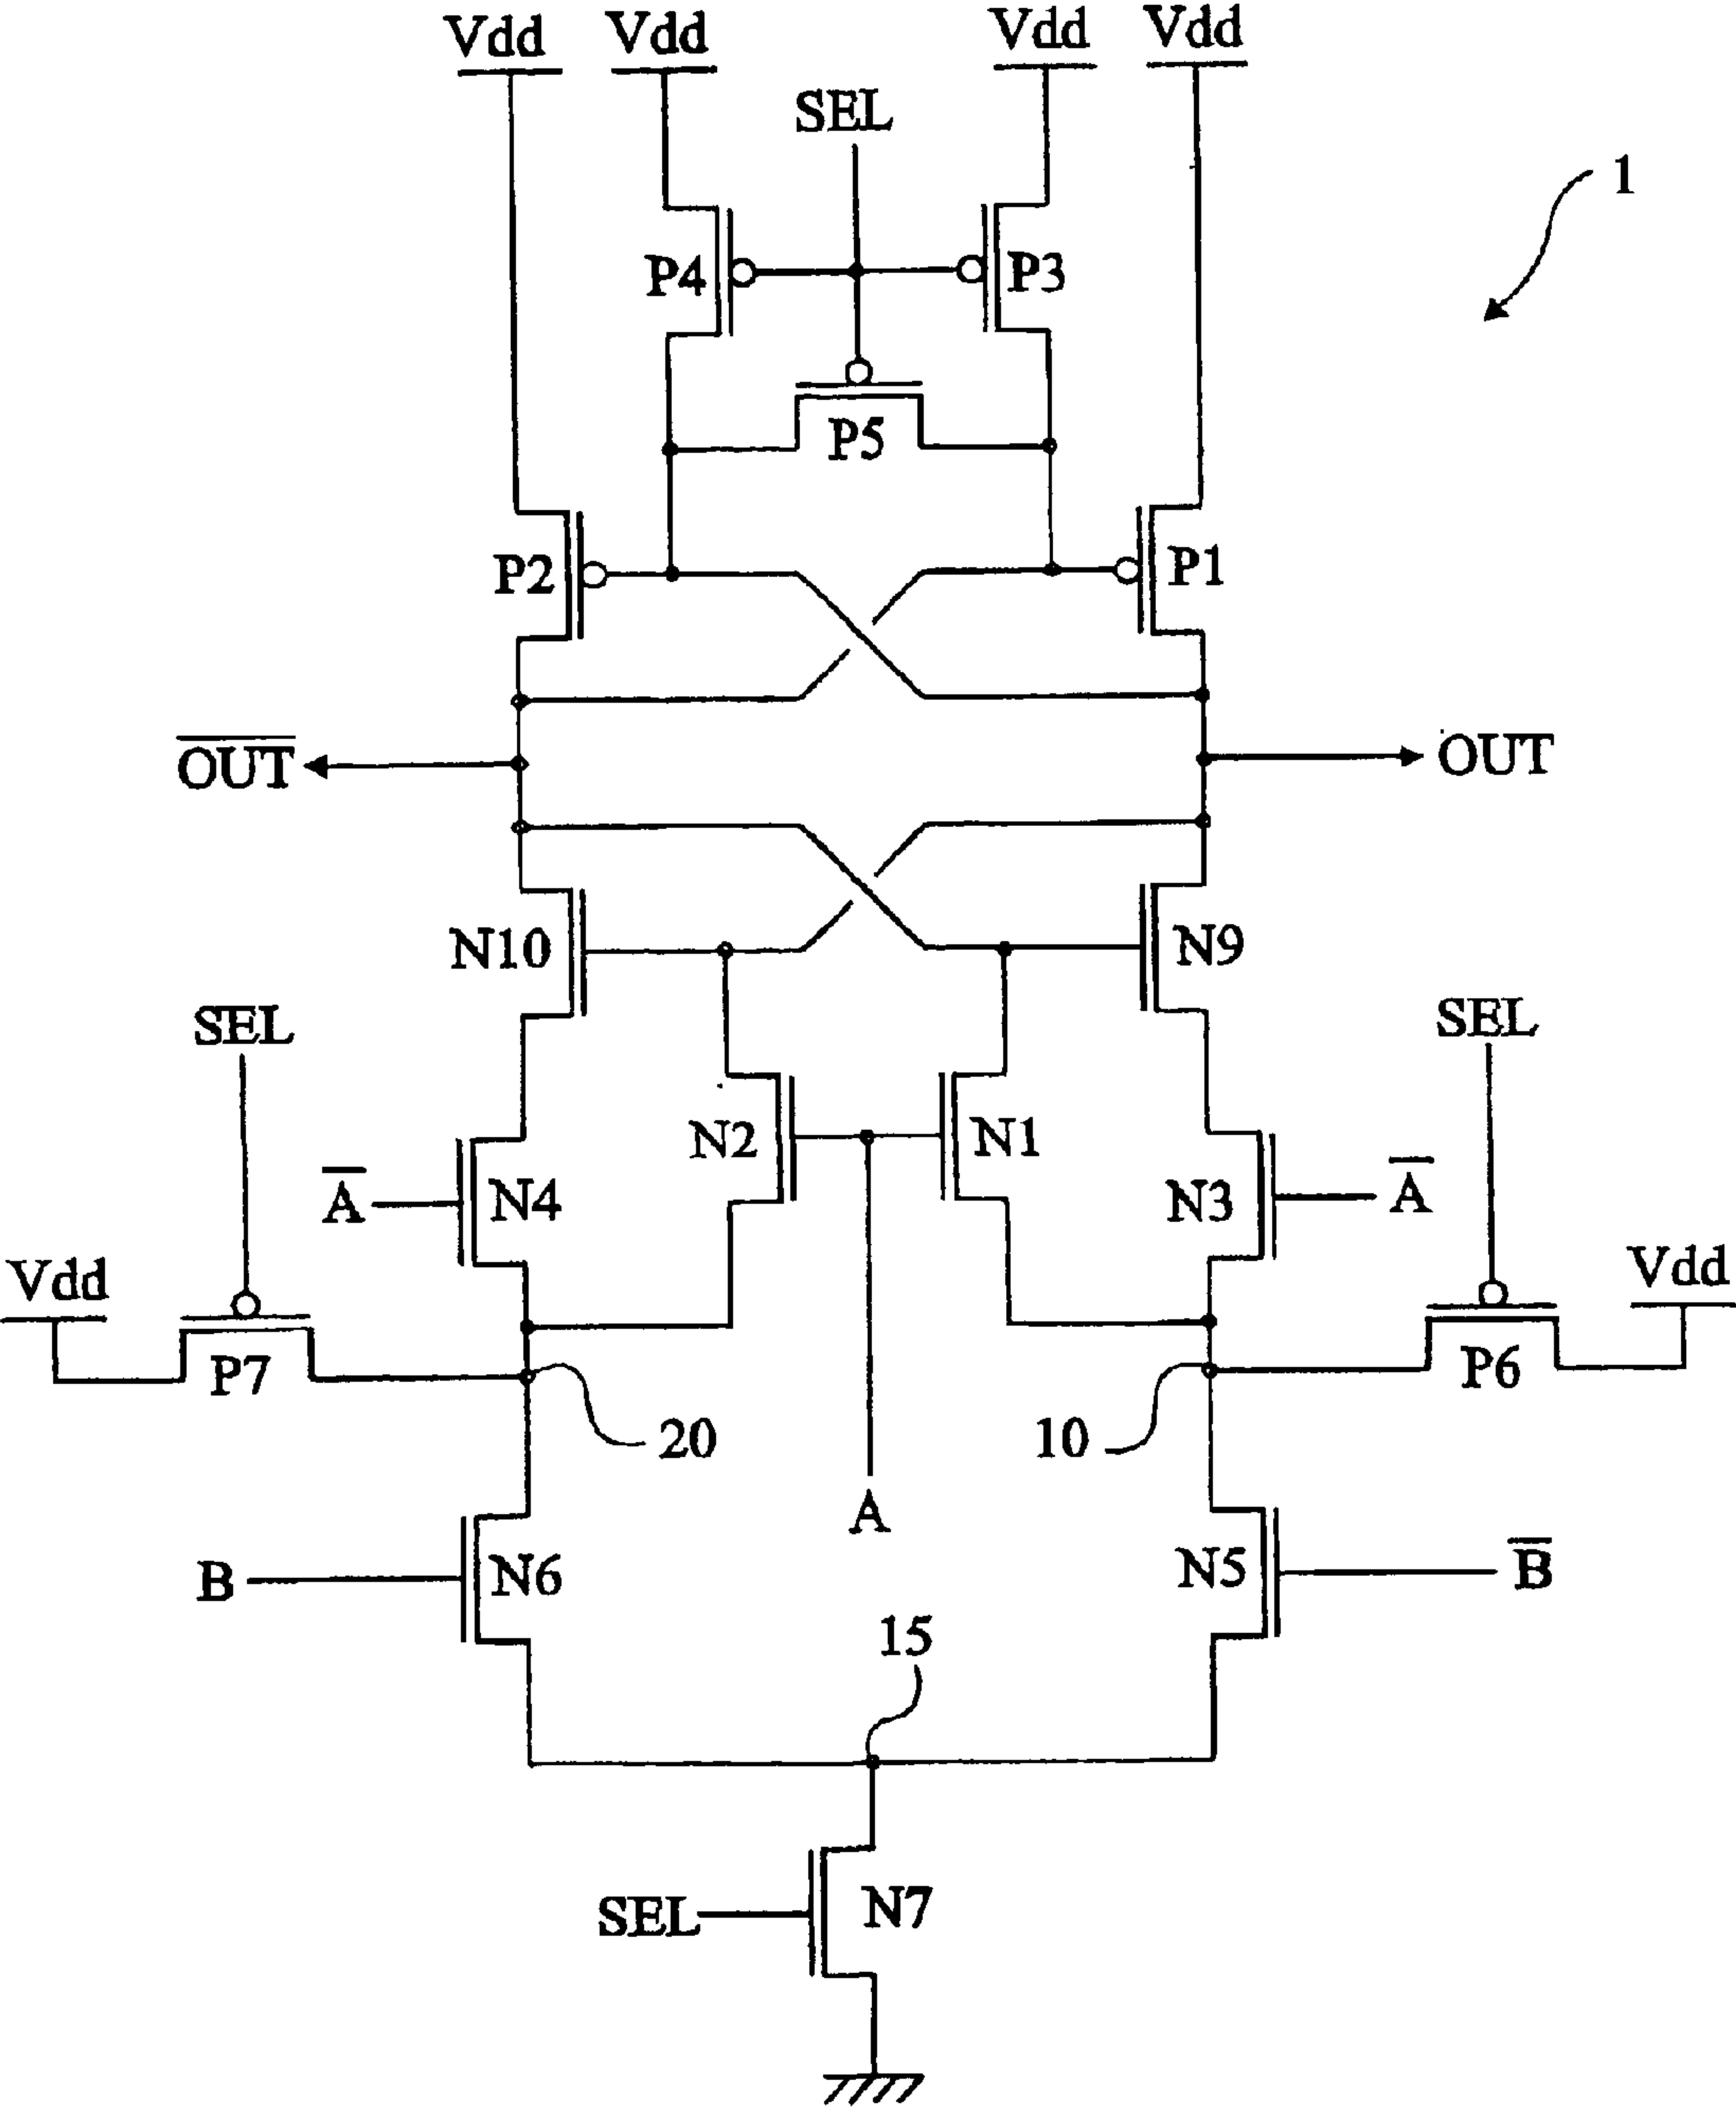 Vdd Vdd Vdd Vdd
SEL
1
P4 P3
P5
P2 P1
O̅U̅T̅ OUT
N10 N9
SEL SEL
N2 N1
A̅ N4 N3 A̅
Vdd Vdd
P7 P6
20 10
A
B N6 N5 B̅
15
SEL N7